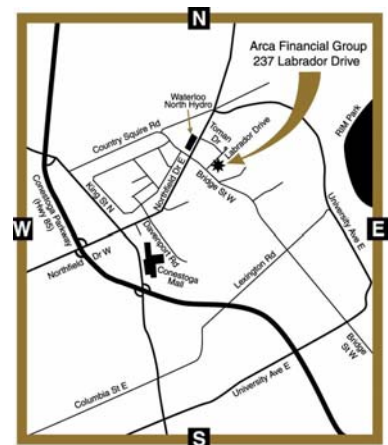 N
Arca Financial Group
237 Labrador Drive
Waterloo
North Hydro
Toman
Dr
Labrador Drive
Country Squire Rd
RIM Park
King St N
Northfield Dr E
Bridge St W
Conestoga Parkway
(Hwy 85)
W
E
Davenport Rd
University Ave E
Northfield Dr W
Conestoga
Mall
Lexington Rd
Bridge
St W
Columbia St E
University Ave E
S